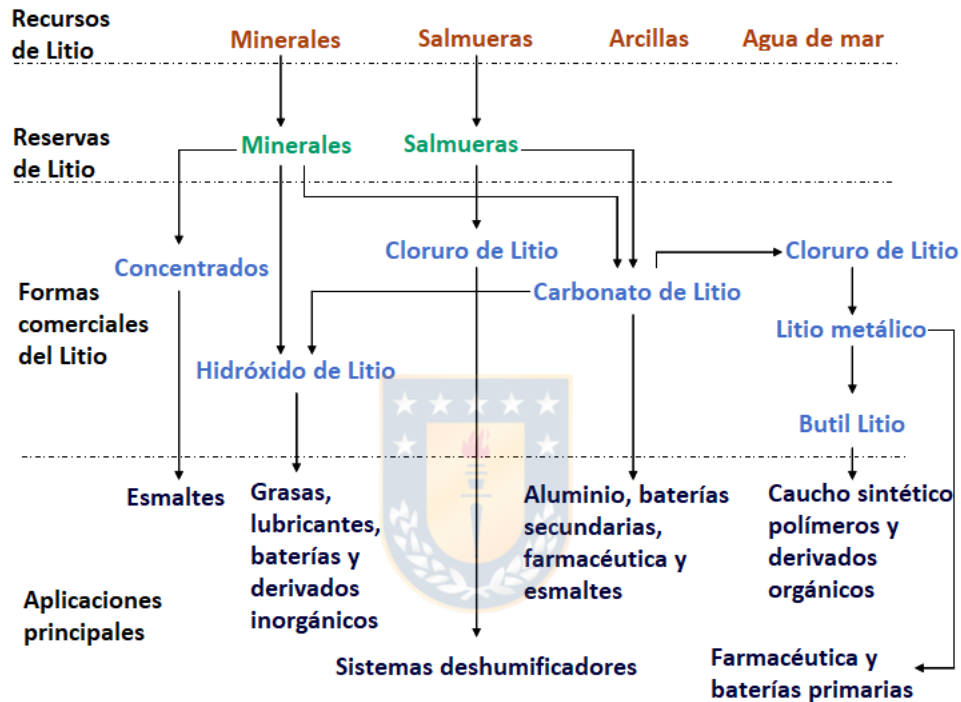 Recursos
de Litio
Minerales
Salmueras
Arcillas
Agua de mar
Reservas
de Litio
Minerales
Salmueras
Formas
comerciales
del Litio
Concentrados
Cloruro de Litio
Cloruro de Litio
Carbonato de Litio
Litio metálico
Hidróxido de Litio
Butil Litio
Aplicaciones
principales
Esmaltes
Grasas,
lubricantes,
baterías y
derivados
inorgánicos
Aluminio, baterías
secundarias,
farmacéutica y
esmaltes
Caucho sintético
polímeros y
derivados
orgánicos
Sistemas deshumificadores
Farmacéutica y
baterías primarias